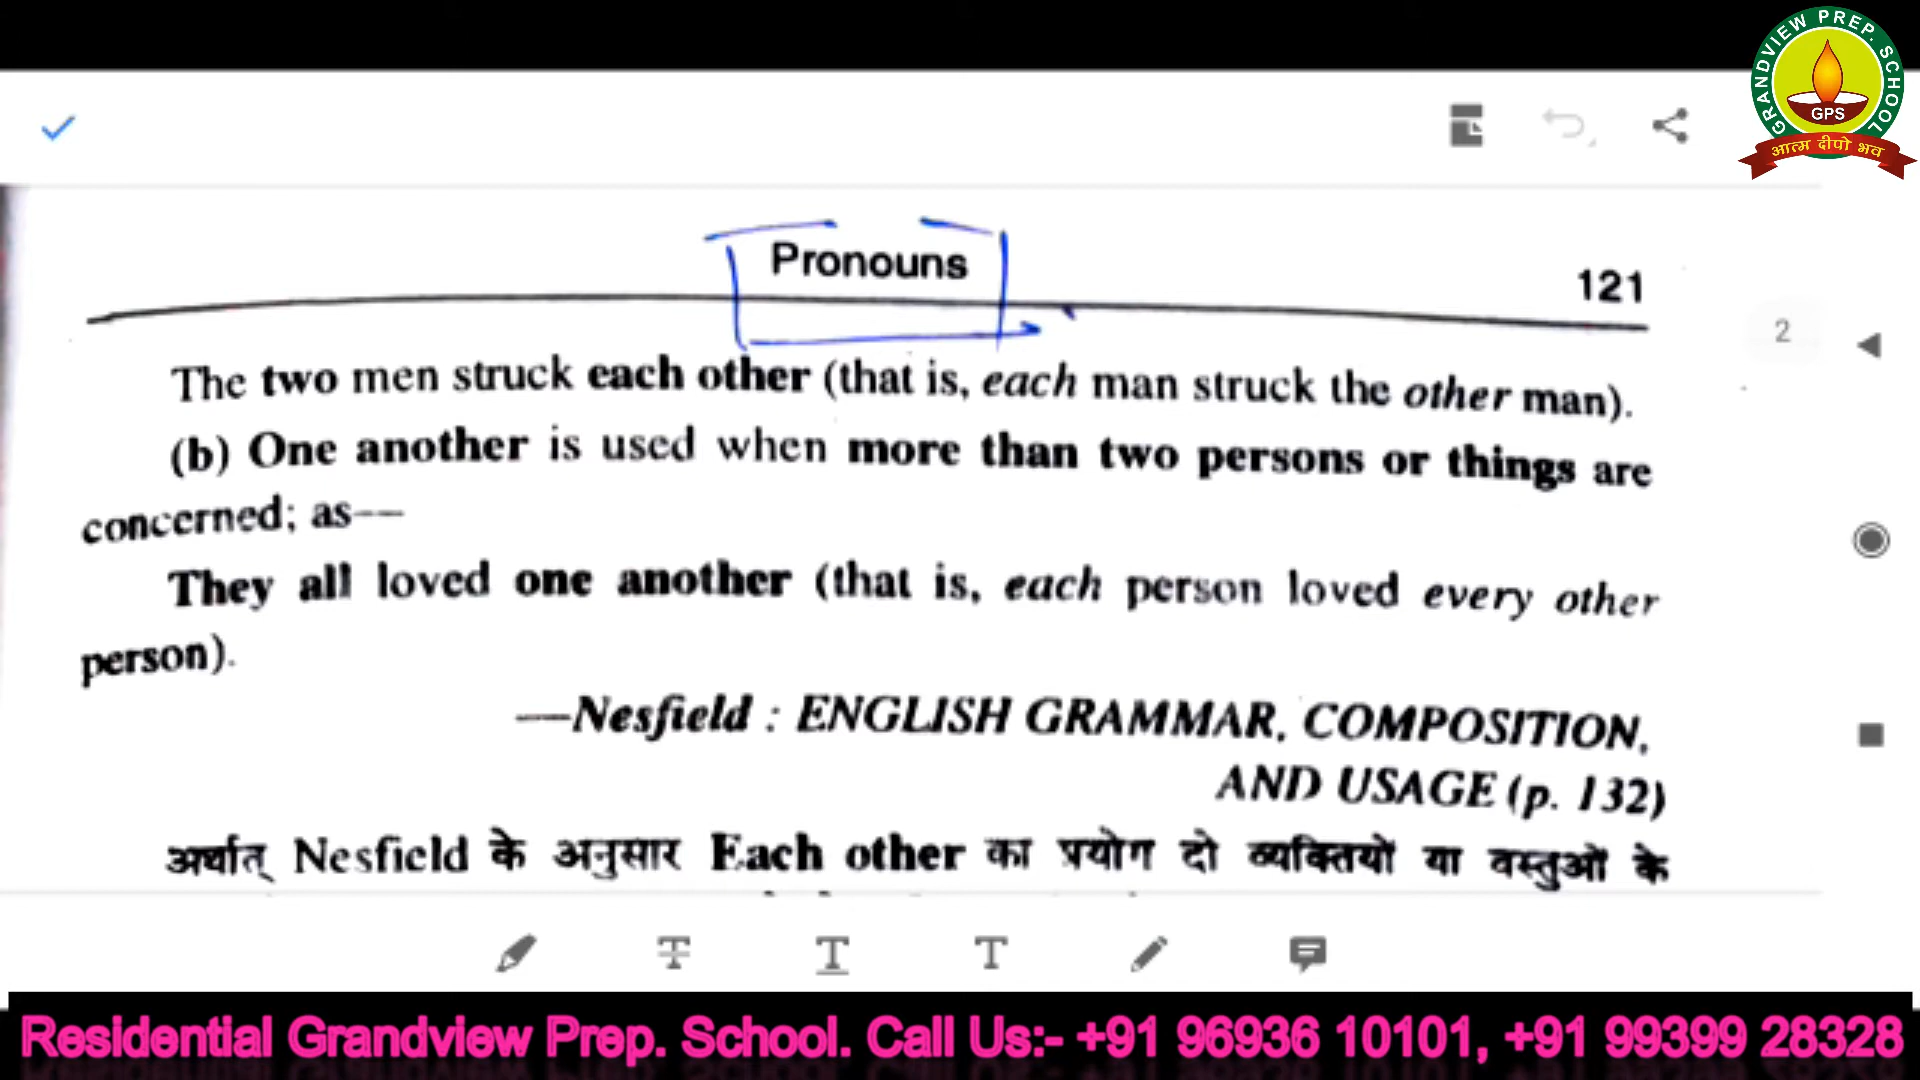 GRANDVIEW PREP. SCHOOL
GPS
आत्म दीपो भव
Pronouns
121
2
The two men struck each other (that is, each man struck the other man).
(b) One another is used when more than two persons or things are
concerned; as—
They all loved one another (that is, each person loved every other
person).
—Nesfield : ENGLISH GRAMMAR, COMPOSITION,
AND USAGE (p. 132)
अर्थात् Nesfield के अनुसार Each other का प्रयोग दो व्यक्तियों या वस्तुओं के
T T T
Residential Grandview Prep. School. Call Us:- +91 96936 10101, +91 99399 28328